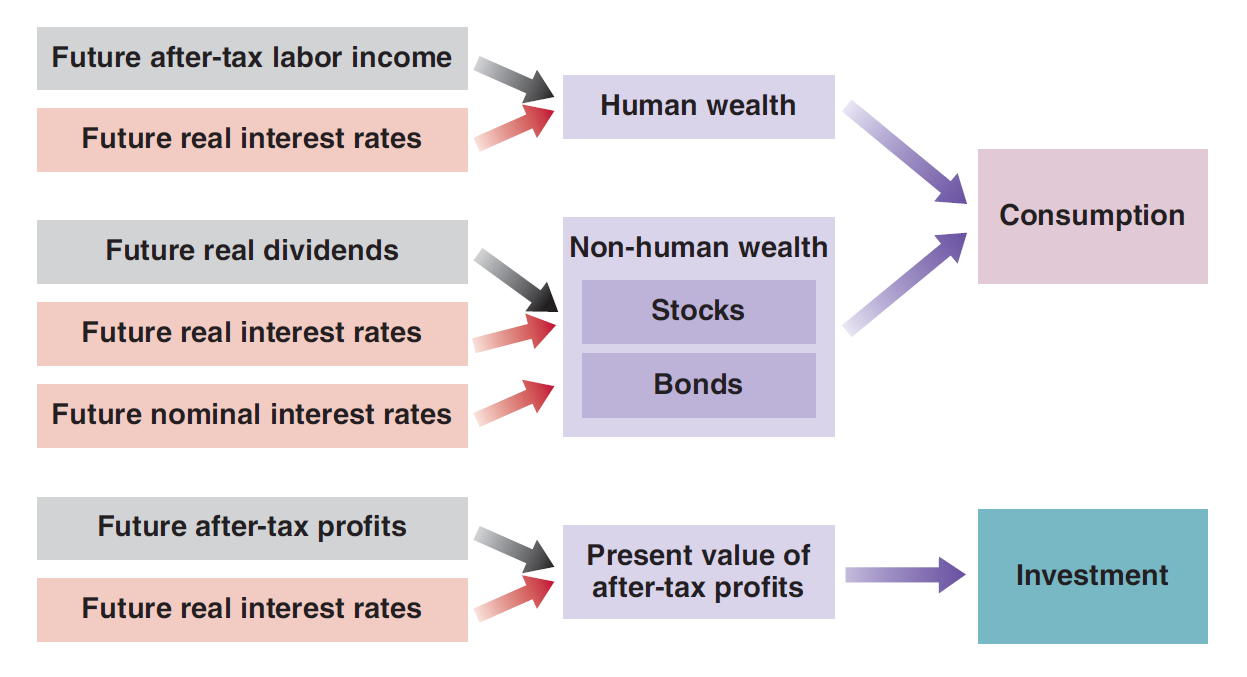 Future after-tax labor income
Future real interest rates
Human wealth
Future real dividends
Future real interest rates
Future nominal interest rates
Non-human wealth
Stocks
Bonds
Consumption
Future after-tax profits
Future real interest rates
Present value of
after-tax profits
Investment